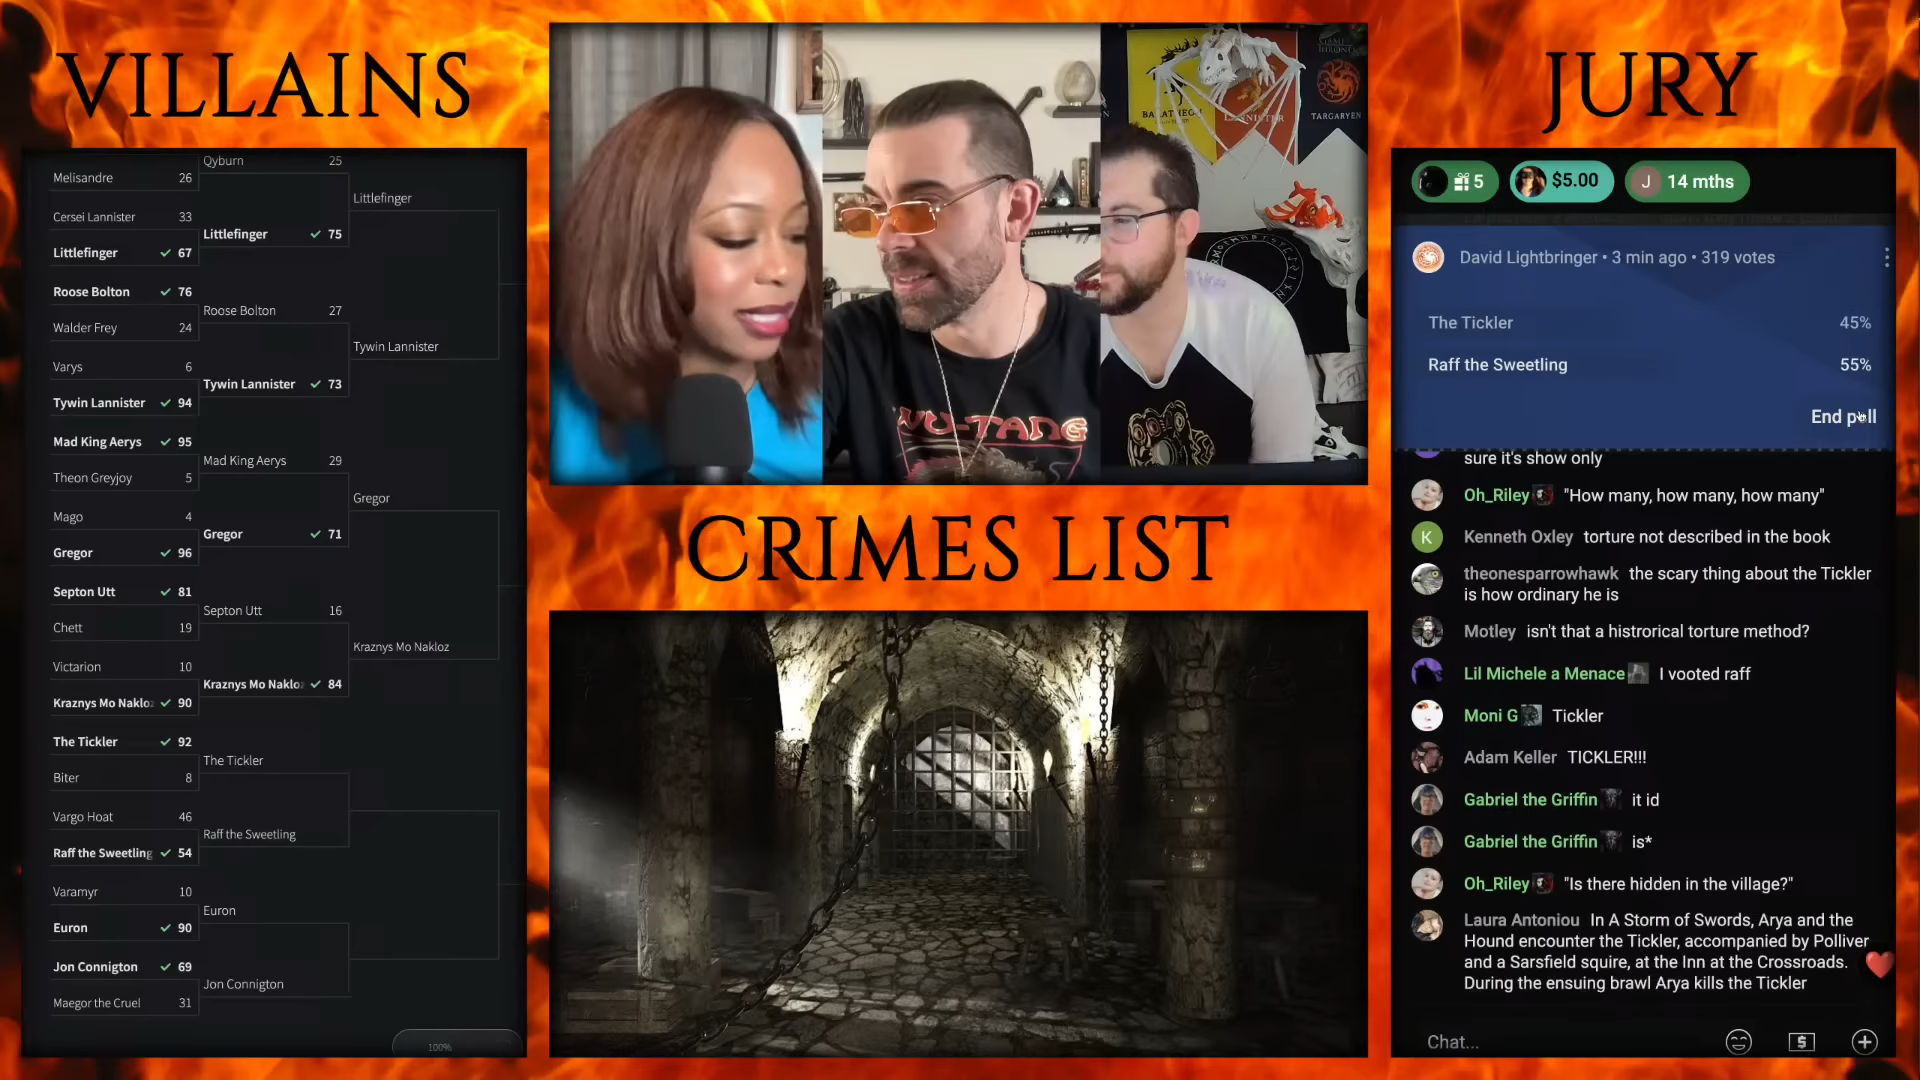 VILLAINS
Melisandre 26
Cersei Lannister 33
Littlefinger 67
Roose Bolton 76
Walder Frey 24
Varys 6
Tywin Lannister 94
Mad King Aerys 95
Theon Greyjoy 5
Mago 4
Gregor 96
Septon Utt 81
Chett 19
Victarion 10
Kraznys Mo Naklo 90
The Tickler 92
Biter 8
Vargo Hoat 46
Raff the Sweetling 54
Varamyr 10
Euron 90
Jon Connigton 69
Maegor the Cruel 31
Qyburn 25
Littlefinger 75
Roose Bolton 27
Tywin Lannister 73
Mad King Aerys 29
Gregor 71
Septon Utt 16
Kraznys Mo Naklo 84
The Tickler
Raff the Sweetling
Euron
Jon Connigton
Littlefinger
Tywin Lannister
Gregor
Kraznys Mo Nakloz
100%
GAME THRONES
BARATHEON
LANNISTER
TARGARYEN
WU-TANG
CRIMES LIST
JURY
5
$5.00
J 14 mths
David Lightbringer • 3 min ago • 319 votes
The Tickler 45%
Raff the Sweetling 55%
End poll
sure it's show only
Oh_Riley "How many, how many, how many"
K Kenneth Oxley torture not described in the book
theonesparrowhawk the scary thing about the Tickler
is how ordinary he is
Motley isn't that a histrorical torture method?
Lil Michele a Menace I vooted raff
Moni G Tickler
Adam Keller TICKLER!!!
Gabriel the Griffin it id
Gabriel the Griffin is*
Oh_Riley "Is there hidden in the village?"
Laura Antoniou In A Storm of Swords, Arya and the
Hound encounter the Tickler, accompanied by Polliver
and a Sarsfield squire, at the Inn at the Crossroads.
During the ensuing brawl Arya kills the Tickler
Chat...